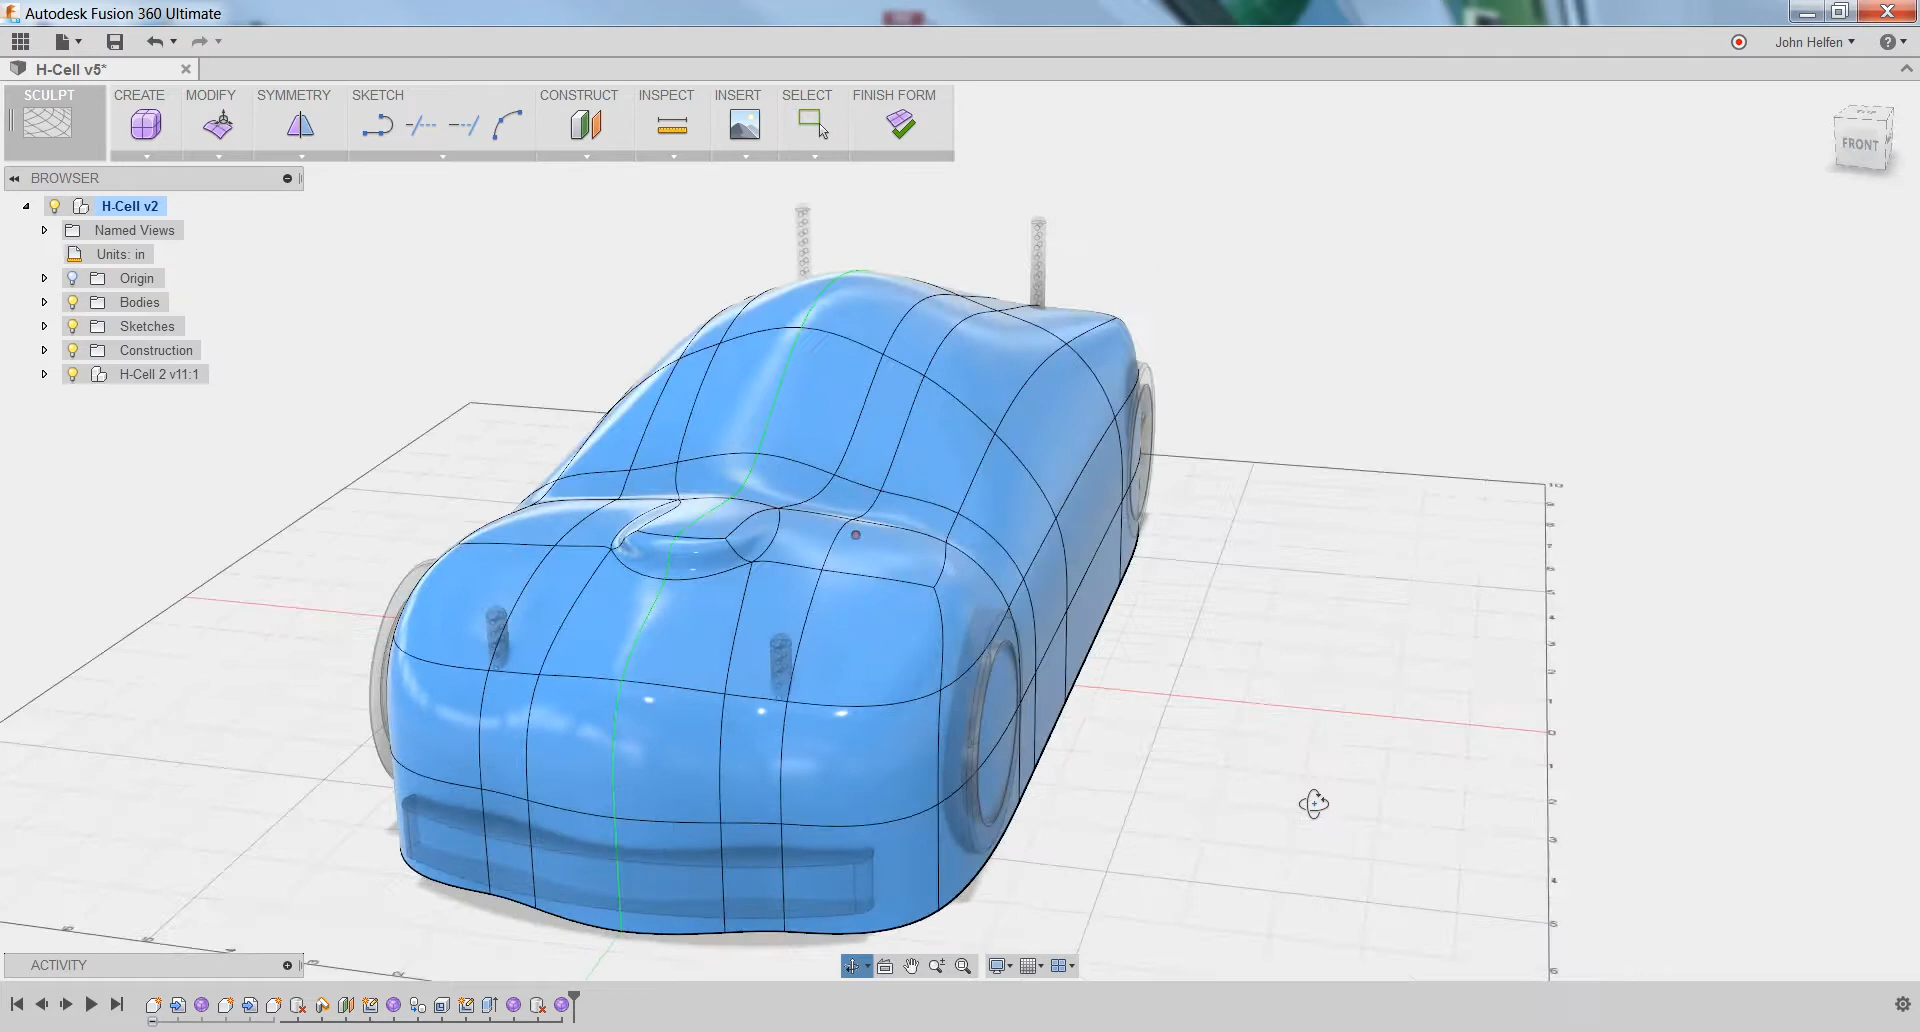 Autodesk Fusion 360 Ultimate
John Helfen
H-Cell v5*
SCULPT CREATE MODIFY SYMMETRY SKETCH CONSTRUCT INSPECT INSERT SELECT FINISH FORM
FRONT
BROWSER
H-Cell v2
Named Views
Units: in
Origin
Bodies
Sketches
Construction
H-Cell 2 v11:1
ACTIVITY